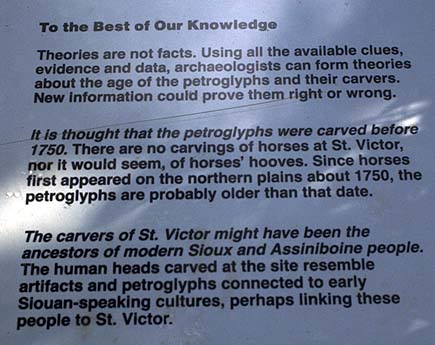 To the Best of Our Knowledge
Theories are not facts. Using all the available clues,
evidence and data, archaeologists can form theories
about the age of the petroglyphs and their carvers.
New information could prove them right or wrong.
It is thought that the petroglyphs were carved before
1750. There are no carvings of horses at St. Victor,
nor it would seem, of horses' hooves. Since horses
first appeared on the northern plains about 1750, the
petroglyphs are probably older than that date.
The carvers of St. Victor might have been the
ancestors of modern Sioux and Assiniboine people.
The human heads carved at the site resemble
artifacts and petroglyphs connected to early
Siouan-speaking cultures, perhaps linking these
people to St. Victor.